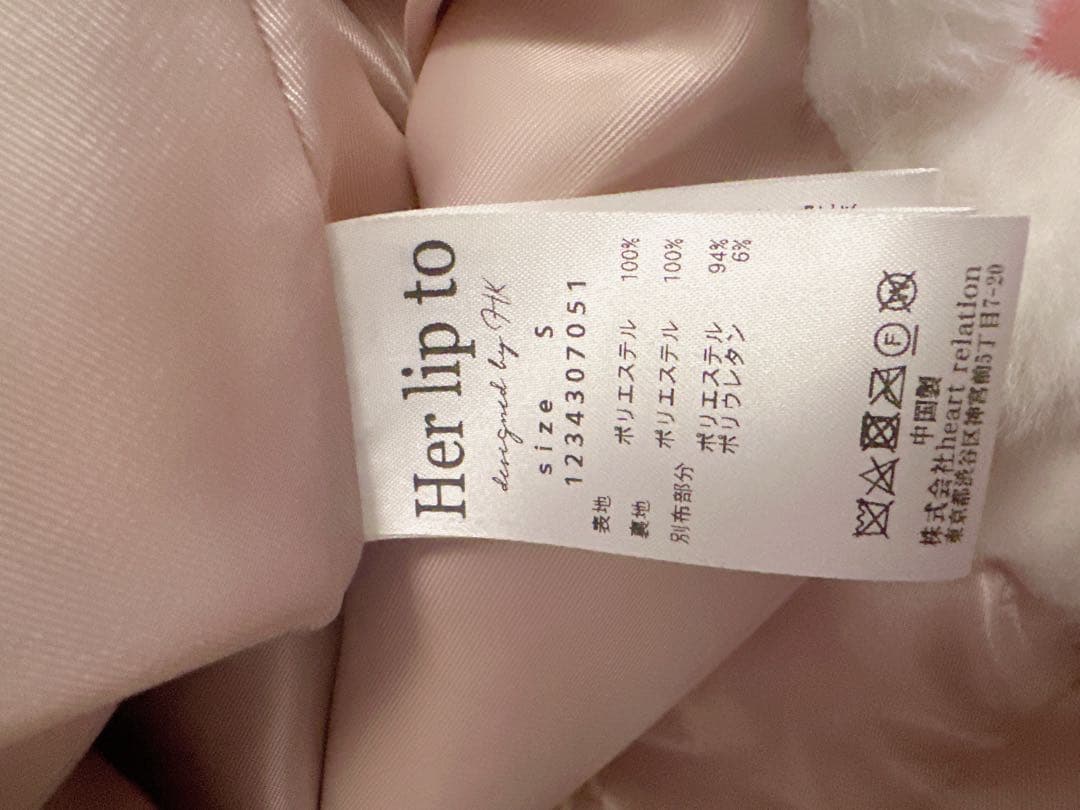 Her lip to
designed by HK
size S
1234307051
表地 ポリエステル 100%
裏地 ポリエステル 100%
別布部分 ポリエステル 94%
ポリウレタン 6%
F W
中国製
株式会社heart relation
東京都渋谷区神宮前5丁目7-20